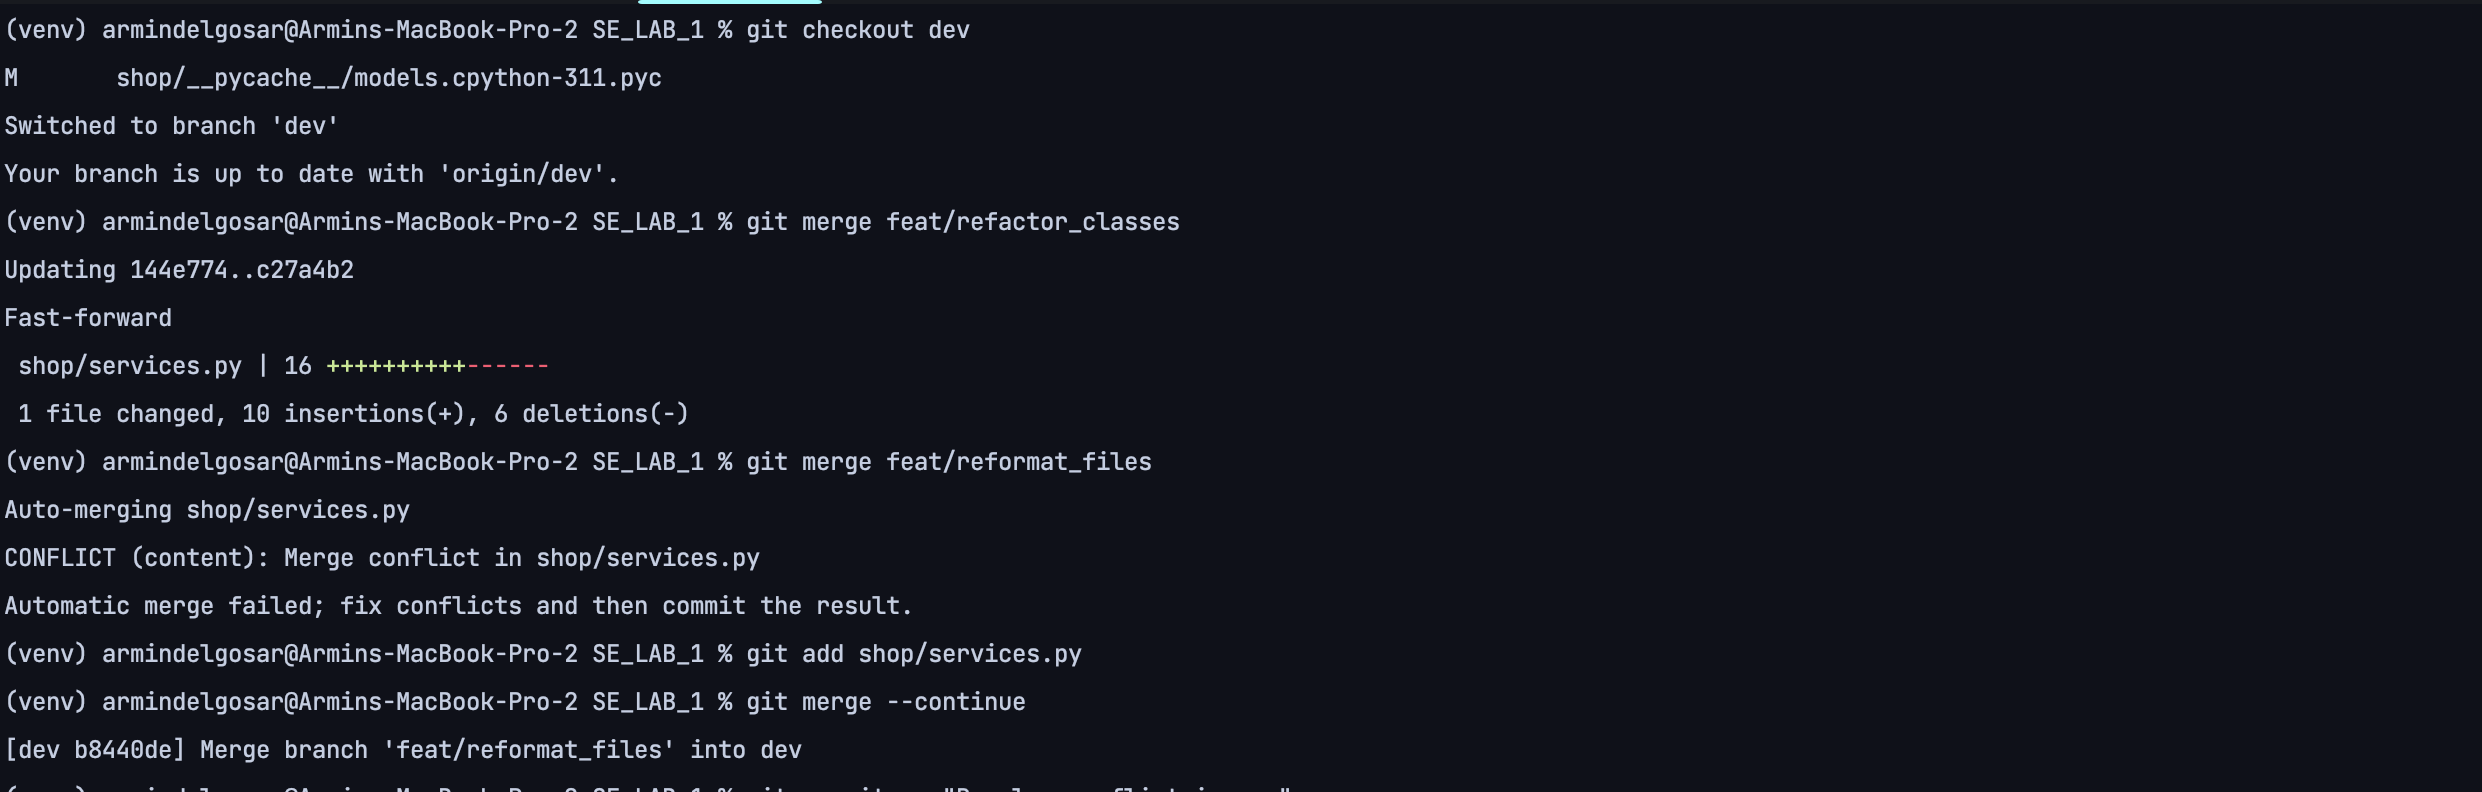 (venv) armindelgosar@Armins-MacBook-Pro-2 SE_LAB_1 % git checkout dev
M       shop/__pycache__/models.cpython-311.pyc
Switched to branch 'dev'
Your branch is up to date with 'origin/dev'.
(venv) armindelgosar@Armins-MacBook-Pro-2 SE_LAB_1 % git merge feat/refactor_classes
Updating 144e774..c27a4b2
Fast-forward
 shop/services.py | 16 ++++++++++------
 1 file changed, 10 insertions(+), 6 deletions(-)
(venv) armindelgosar@Armins-MacBook-Pro-2 SE_LAB_1 % git merge feat/reformat_files
Auto-merging shop/services.py
CONFLICT (content): Merge conflict in shop/services.py
Automatic merge failed; fix conflicts and then commit the result.
(venv) armindelgosar@Armins-MacBook-Pro-2 SE_LAB_1 % git add shop/services.py
(venv) armindelgosar@Armins-MacBook-Pro-2 SE_LAB_1 % git merge --continue
[dev b8440de] Merge branch 'feat/reformat_files' into dev